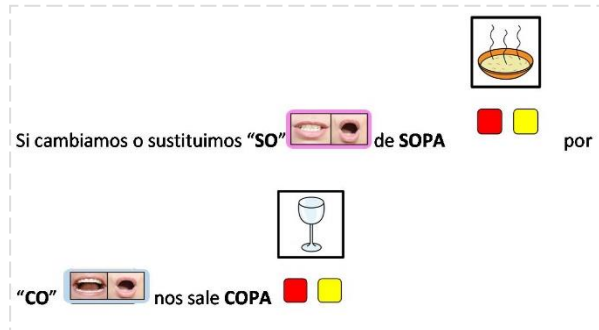 Si cambiamos o sustituimos “SO” de SOPA por
“CO” nos sale COPA